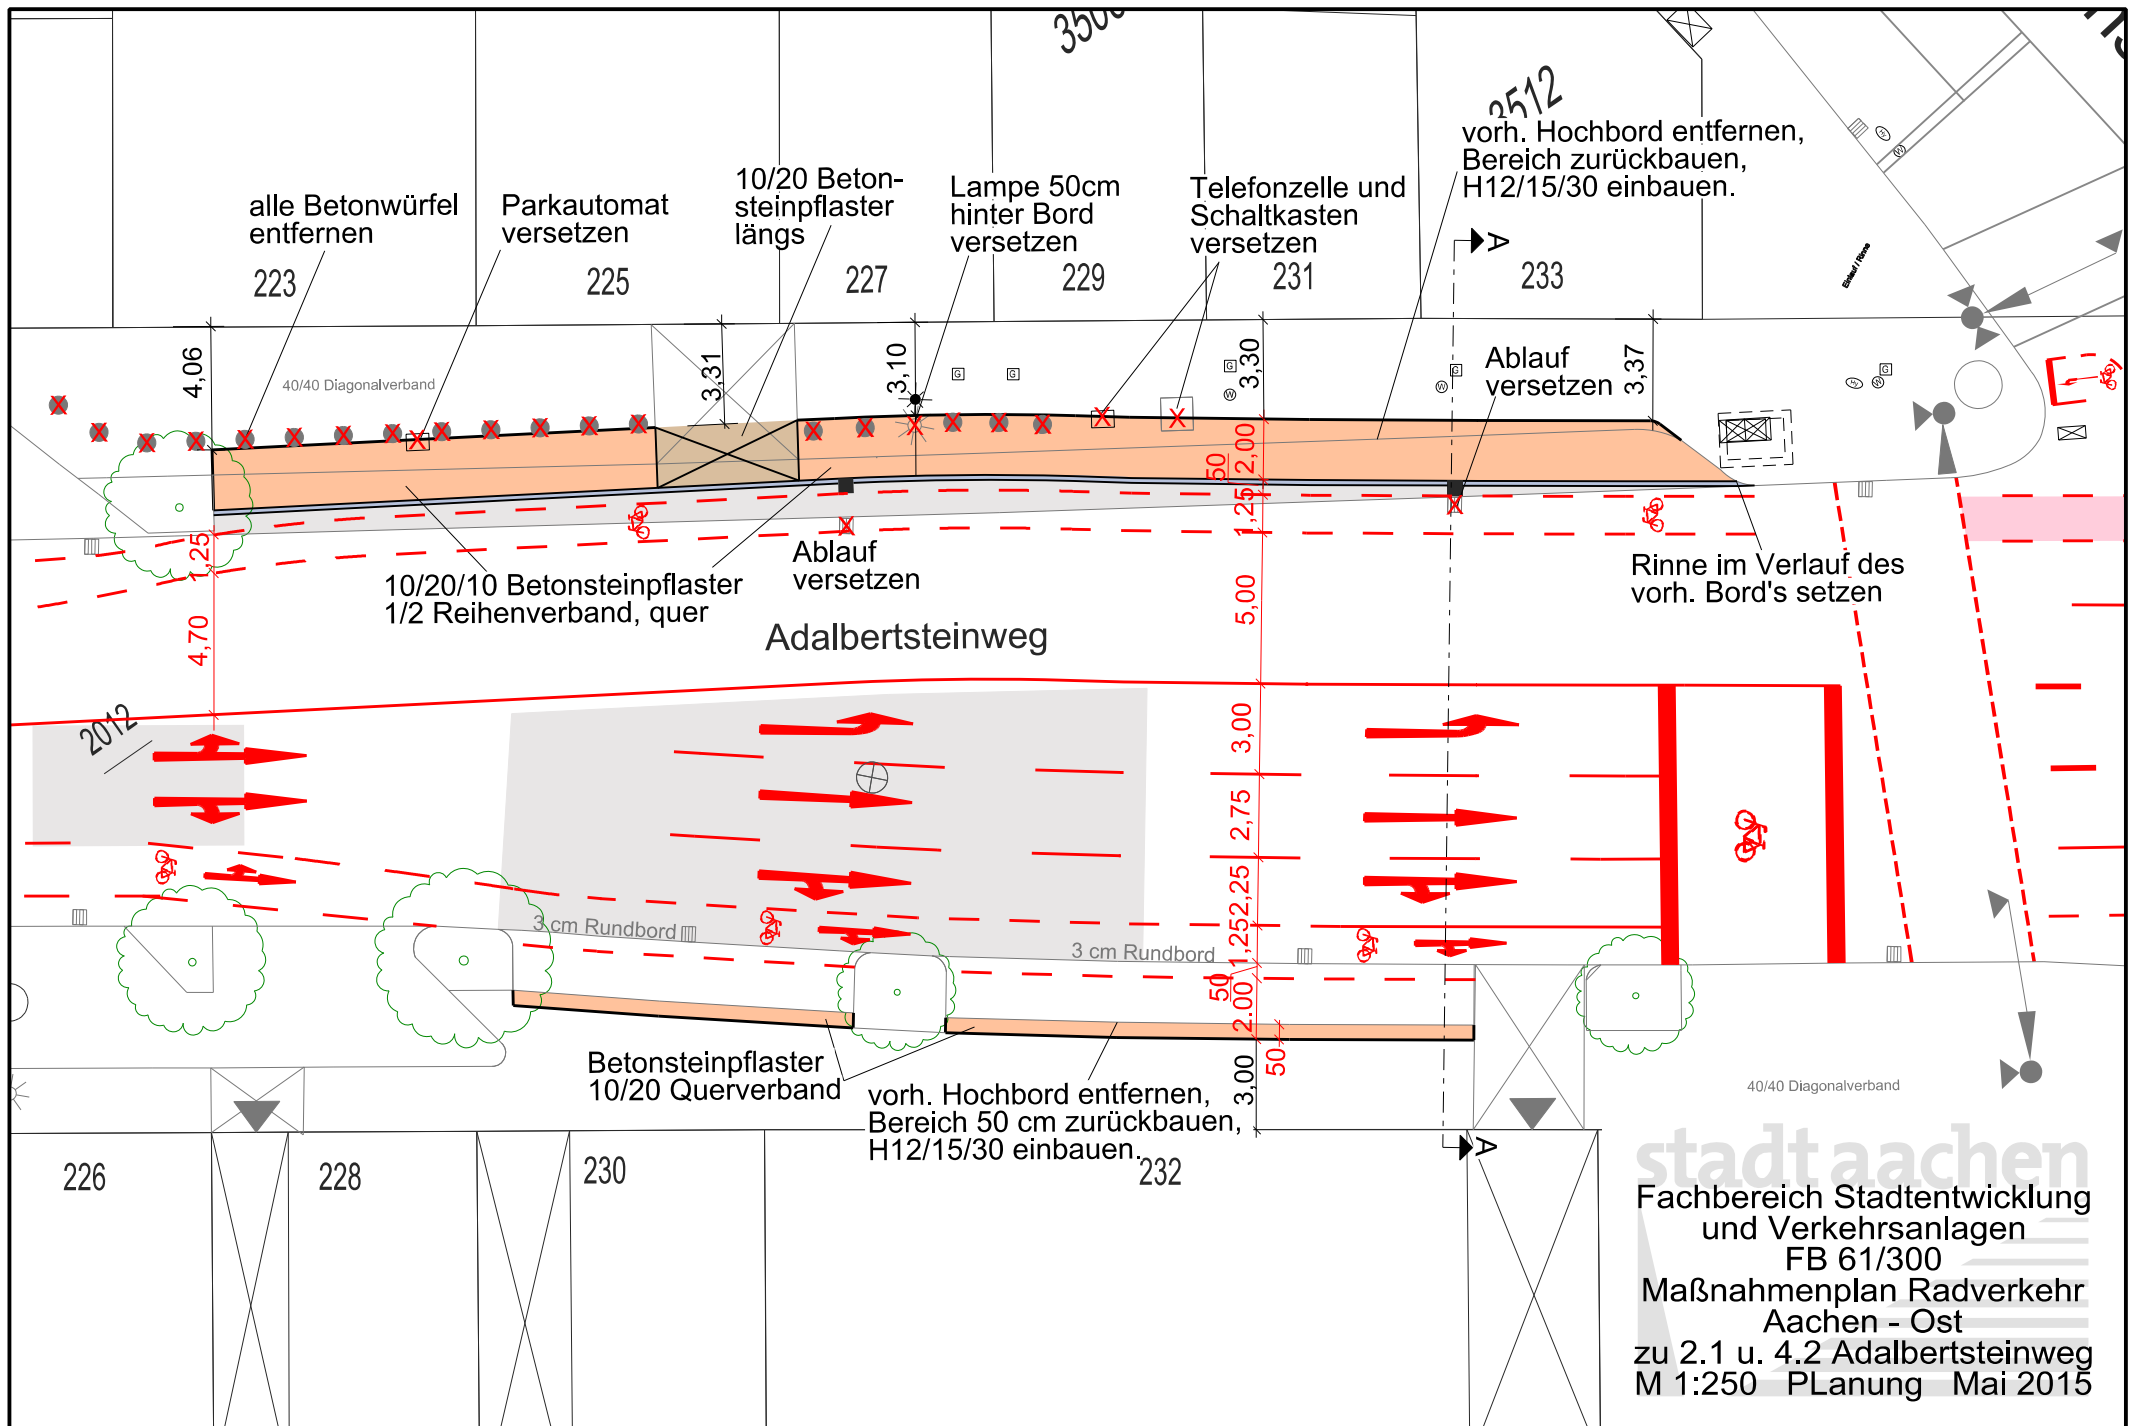 3512
vorh. Hochbord entfernen,
Bereich zurückbauen,
H12/15/30 einbauen.
10/20 Beton-
steinpflaster
längs
Lampe 50cm
hinter Bord
versetzen
Telefonzelle und
Schaltkasten
versetzen
alle Betonwürfel
entfernen
Parkautomat
versetzen
A
223
225
227
229
231
233
Einlauf / Rinne
4,06
3,31
3,10
3,30
3,37
40/40 Diagonalverband
G
G
G
G
G
W
W
W
W
Ablauf
versetzen
50
2,00
1,25
1,25
Ablauf
versetzen
10/20/10 Betonsteinpflaster
1/2 Reihenverband, quer
Rinne im Verlauf des
vorh. Bord's setzen
5,00
4,70
Adalbertsteinweg
2012
3,00
2,75
2,25
1,25
50
2.00
3 cm Rundbord
3 cm Rundbord
50
3,00
Betonsteinpflaster
10/20 Querverband
vorh. Hochbord entfernen,
Bereich 50 cm zurückbauen,
H12/15/30 einbauen.
40/40 Diagonalverband
A
226
228
230
232
stadt aachen
Fachbereich Stadtentwicklung
und Verkehrsanlagen
FB 61/300
Maßnahmenplan Radverkehr
Aachen - Ost
zu 2.1 u. 4.2 Adalbertsteinweg
M 1:250 PLanung Mai 2015